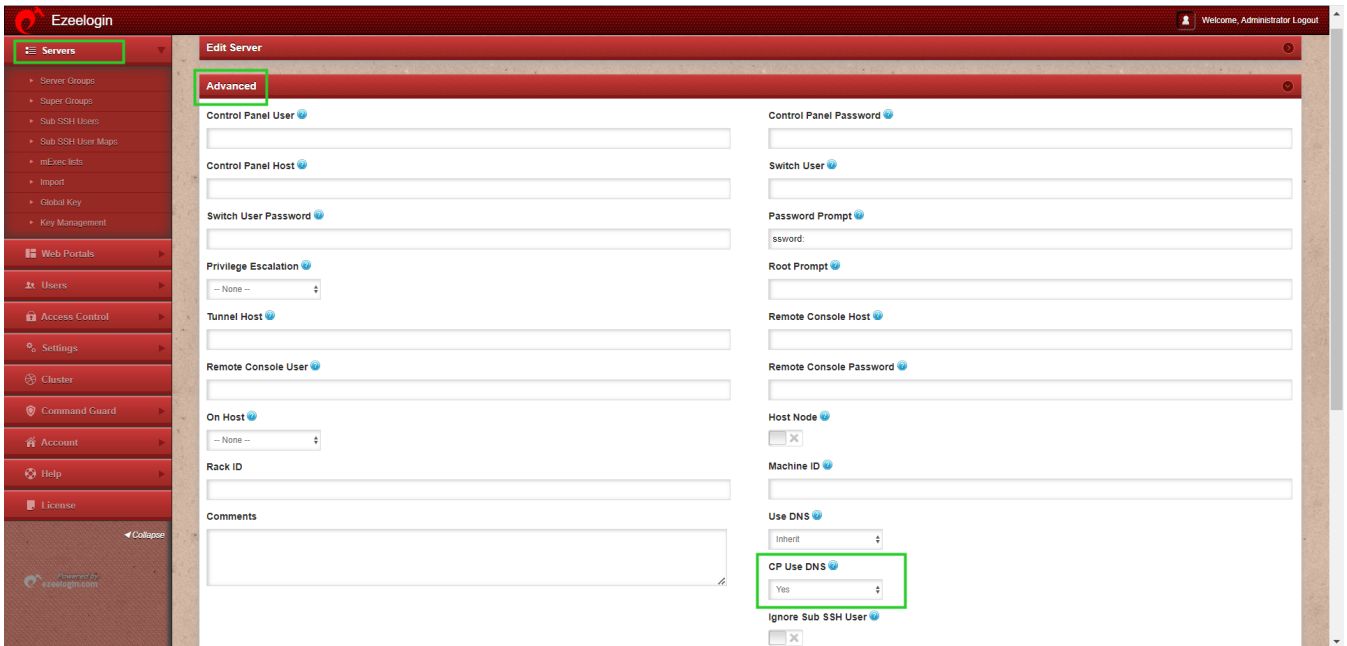 Ezeelogin
Welcome, Administrator Logout
Servers
Server Groups
Super Groups
Sub SSH Users
Sub SSH User Maps
mExec lists
Import
Global Key
Key Management
Web Portals
Users
Access Control
Settings
Cluster
Command Guard
Account
Help
License
Collapse
Powered by
ezeelogin.com
Edit Server
Advanced
Control Panel User
Control Panel Password
Control Panel Host
Switch User
Switch User Password
Password Prompt
ssword:
Privilege Escalation
Root Prompt
-- None --
Tunnel Host
Remote Console Host
Remote Console User
Remote Console Password
On Host
Host Node
-- None --
Rack ID
Machine ID
Comments
Use DNS
Inherit
CP Use DNS
Yes
Ignore Sub SSH User